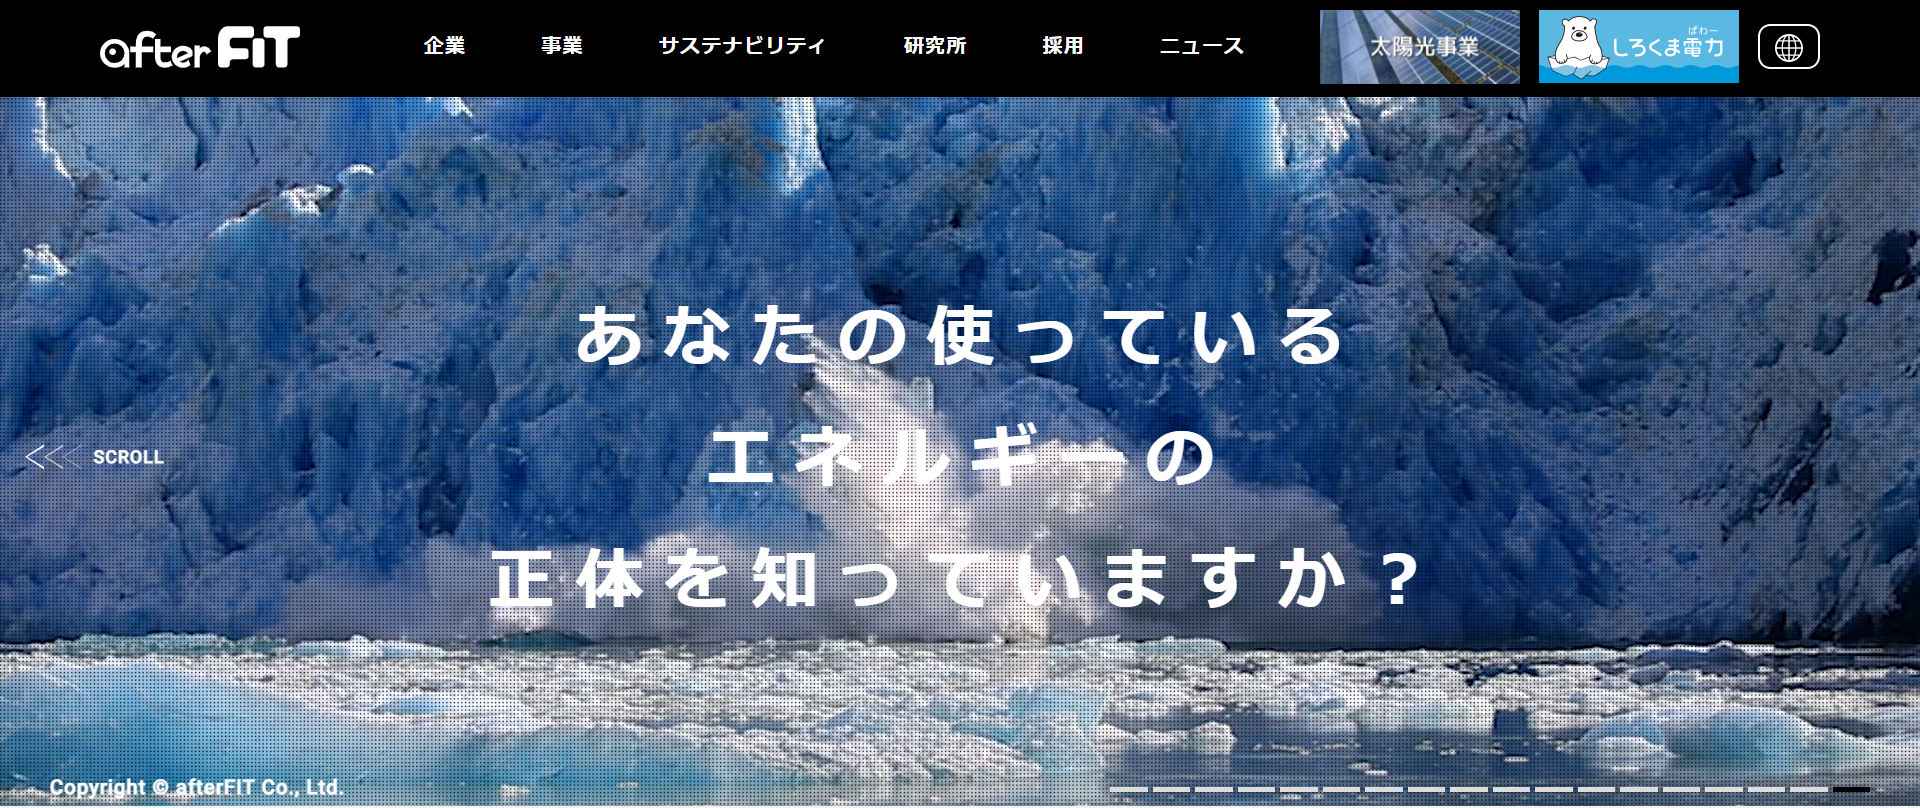 after FiT
企業
事業
サステナビリティ
研究所
採用
ニュース
太陽光事業
ぱわー
しろくま電力
あなたの使っている
エネルギーの
正体を知っていますか？
SCROLL
Copyright © afterFIT Co., Ltd.